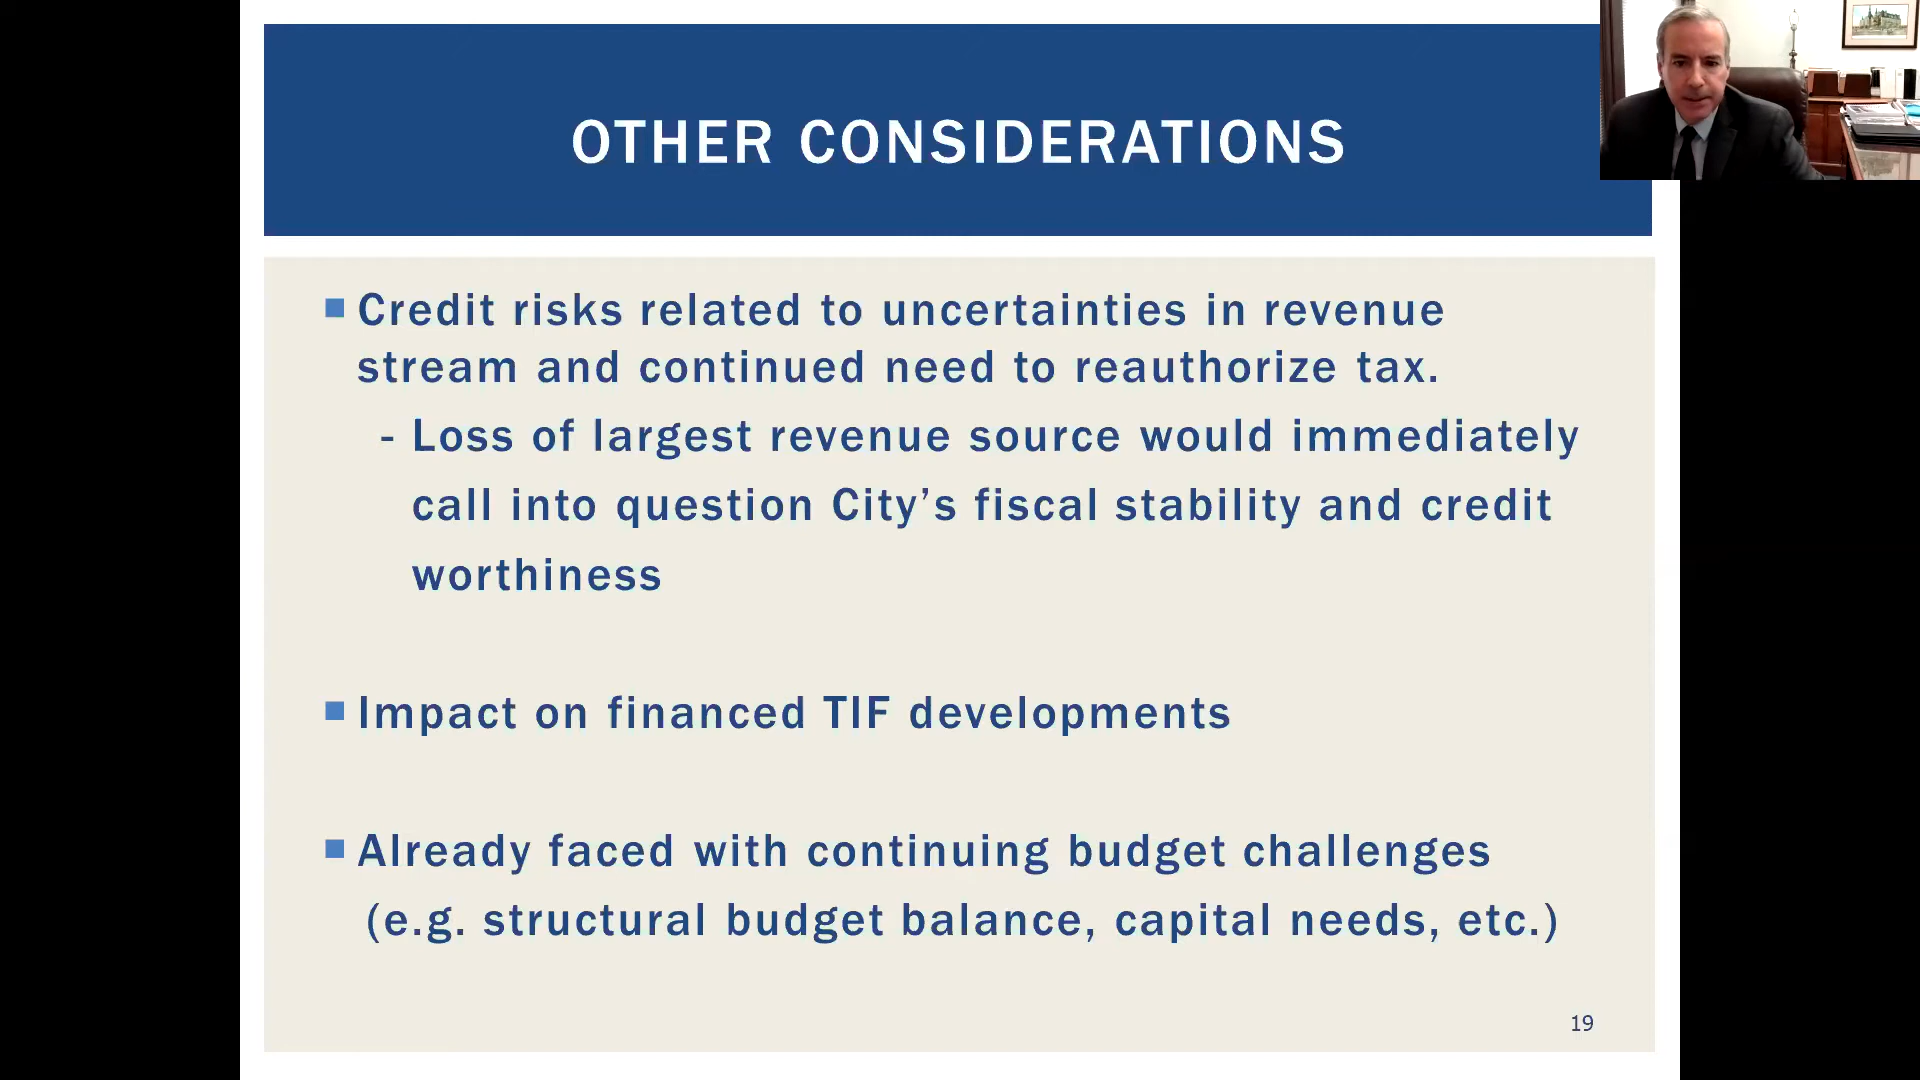 OTHER CONSIDERATIONS
Credit risks related to uncertainties in revenue
stream and continued need to reauthorize tax.
- Loss of largest revenue source would immediately
call into question City’s fiscal stability and credit
worthiness
Impact on financed TIF developments
Already faced with continuing budget challenges
(e.g. structural budget balance, capital needs, etc.)
19